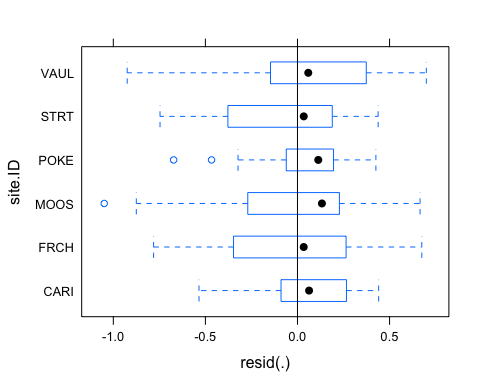 VAUL
STRT
POKE
MOOS
FRCH
CARI
site.ID
-1.0 -0.5 0.0 0.5
resid(.)